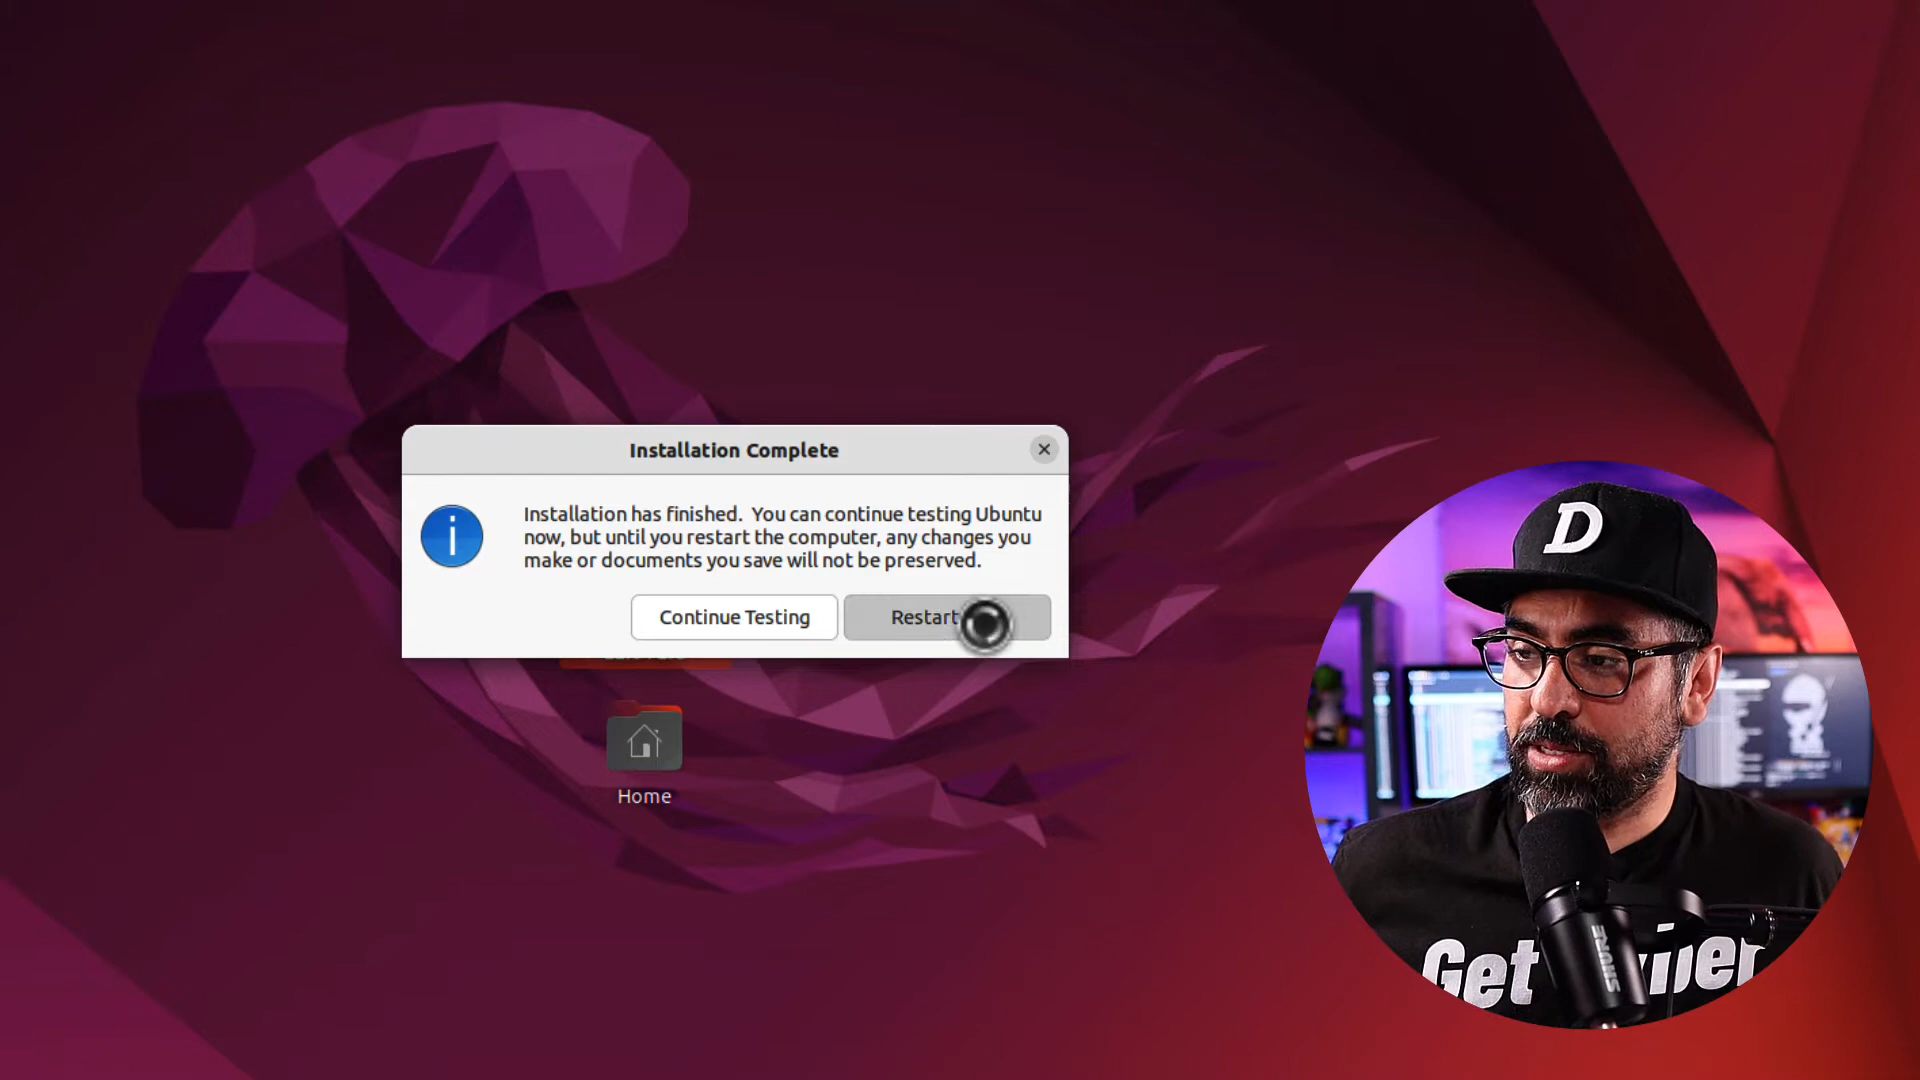 Installation Complete
Installation has finished. You can continue testing Ubuntu
now, but until you restart the computer, any changes you
make or documents you save will not be preserved.
Continue Testing
Restart
Home
D
Get
SHURE